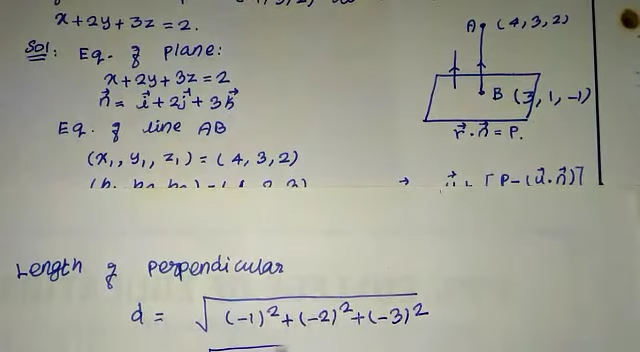 x+2y+3z=2.
Sol: Eq. of plane:
x+2y+3z=2
n⃗ = i⃗+2j⃗+3k⃗
Eq. of line AB
(x₁, y₁, z₁) = (4, 3, 2)
A (4, 3, 2)
B (3, 1, -1)
r⃗.n⃗ = P.
→ [P-(u⃗.n⃗)]
Length of perpendicular
d = √(-1)²+(-2)²+(-3)²